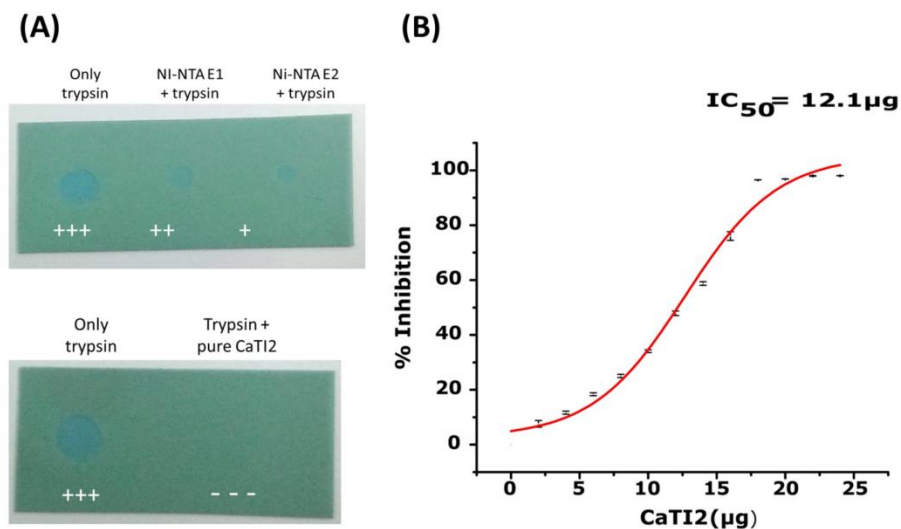 (A)
Only
trypsin
NI-NTA E1
+ trypsin
Ni-NTA E2
+ trypsin
+++
++
+
Only
trypsin
Trypsin +
pure CaTI2
+++
- - -
(B)
IC50= 12.1µg
100
80
60
40
20
0
% Inhibition
0
5
10
15
20
25
CaTI2(µg)